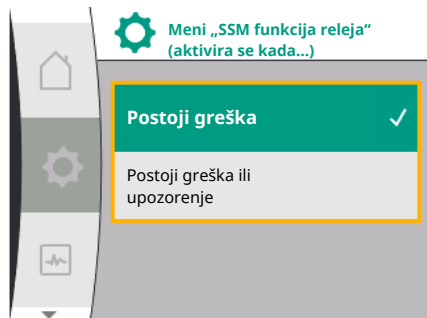 Meni „SSM funkcija releja“
(aktivira se kada...)
Postoji greška
Postoji greška ili
upozorenje